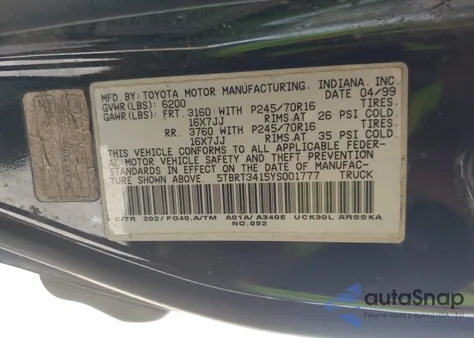 MFD. BY: TOYOTA MOTOR MANUFACTURING, INDIANA, INC.
GVWR (LBS): 6200 DATE 04/99
GAWR (LBS): FRT. 3160 WITH P245/70R16 TIRES.
16X7JJ RIMS AT 26 PSI COLD.
RR. 3760 WITH P245/70R16 TIRES.
16X7JJ RIMS AT 35 PSI COLD.
THIS VEHICLE CONFORMS TO ALL APPLICABLE FEDER-
AL MOTOR VEHICLE SAFETY AND THEFT PREVENTION
STANDARDS IN EFFECT ON THE DATE OF MANUFAC-
TURE SHOWN ABOVE. 5TBRT3415YS001777 TRUCK
C/TR 202/FG40,A/TM A01A/A340E UCK30L ARSSKA
NO.092
autoSnap